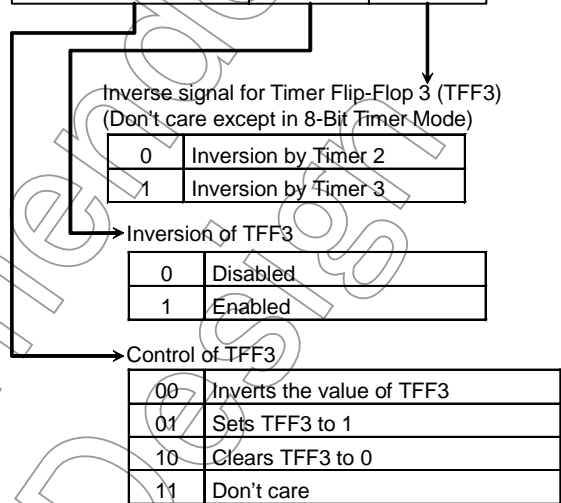 Inverse signal for Timer Flip-Flop 3 (TFF3)
(Don't care except in 8-Bit Timer Mode)
0 Inversion by Timer 2
1 Inversion by Timer 3
Inversion of TFF3
0 Disabled
1 Enabled
Control of TFF3
00 Inverts the value of TFF3
01 Sets TFF3 to 1
10 Clears TFF3 to 0
11 Don't care